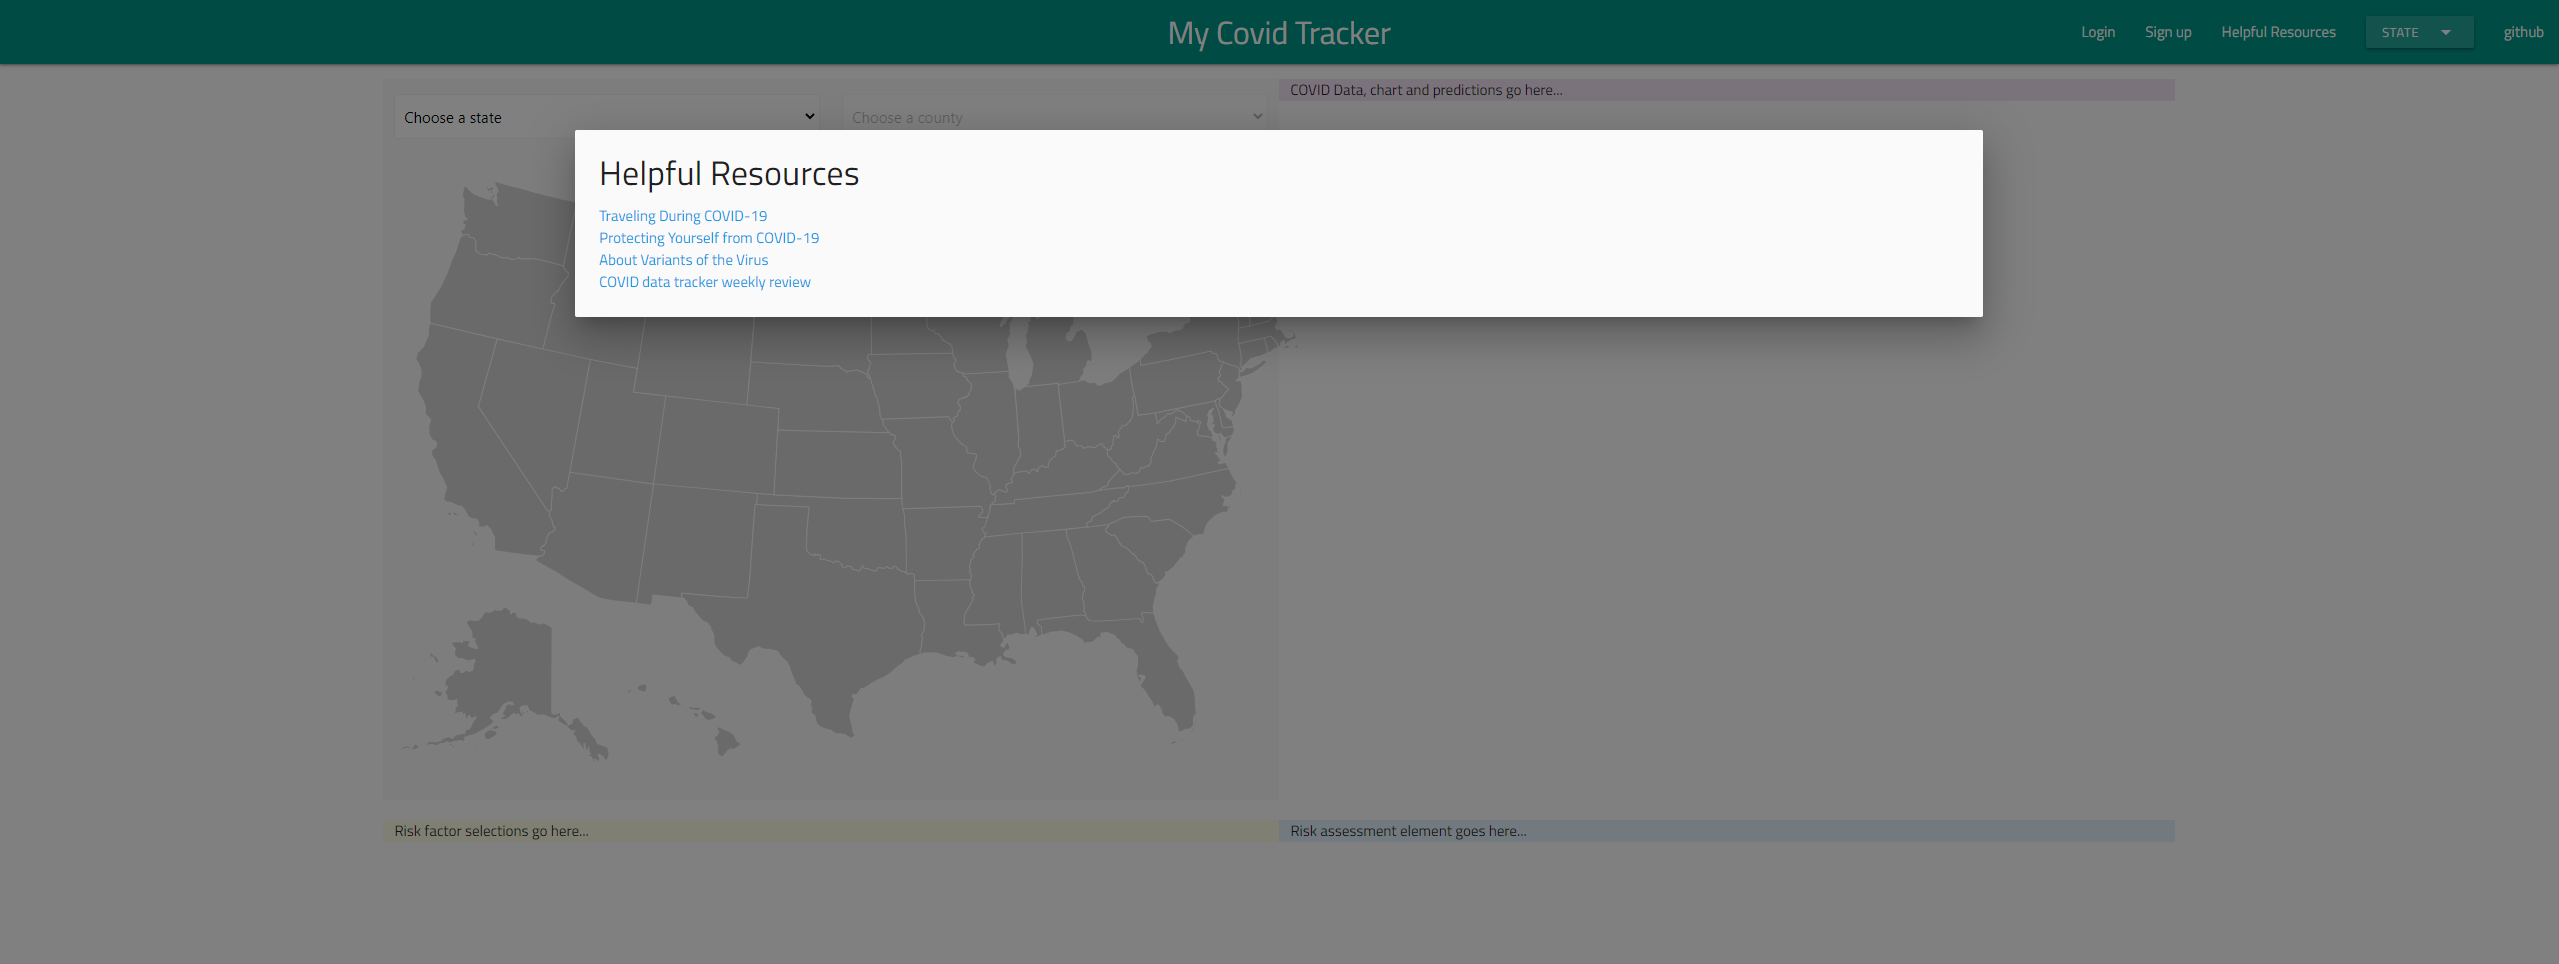 My Covid Tracker
Login
Sign up
Helpful Resources
STATE
github
Choose a state
Choose a county
COVID Data, chart and predictions go here...
Helpful Resources
Traveling During COVID-19
Protecting Yourself from COVID-19
About Variants of the Virus
COVID data tracker weekly review
Risk factor selections go here...
Risk assessment element goes here...